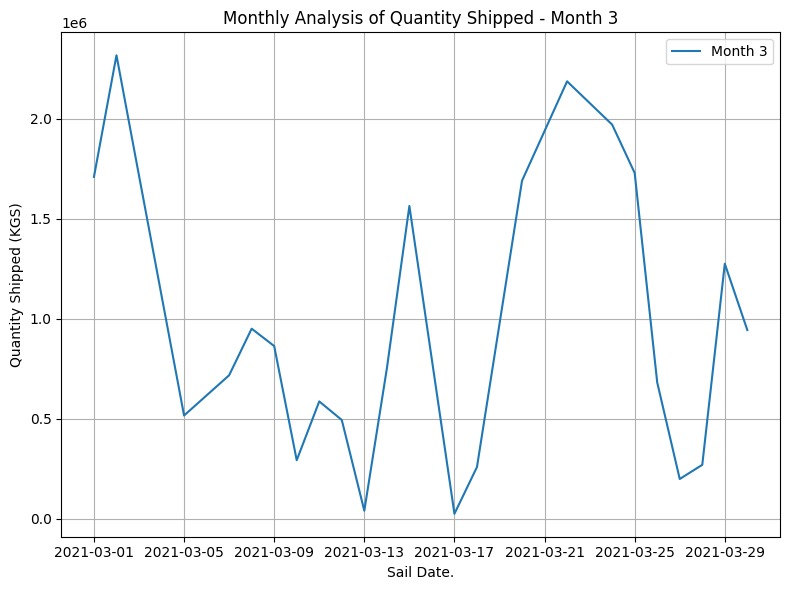 Monthly Analysis of Quantity Shipped - Month 3
1e6
Month 3
2.0
1.5
1.0
0.5
0.0
Quantity Shipped (KGS)
2021-03-01 2021-03-05 2021-03-09 2021-03-13 2021-03-17 2021-03-21 2021-03-25 2021-03-29
Sail Date.